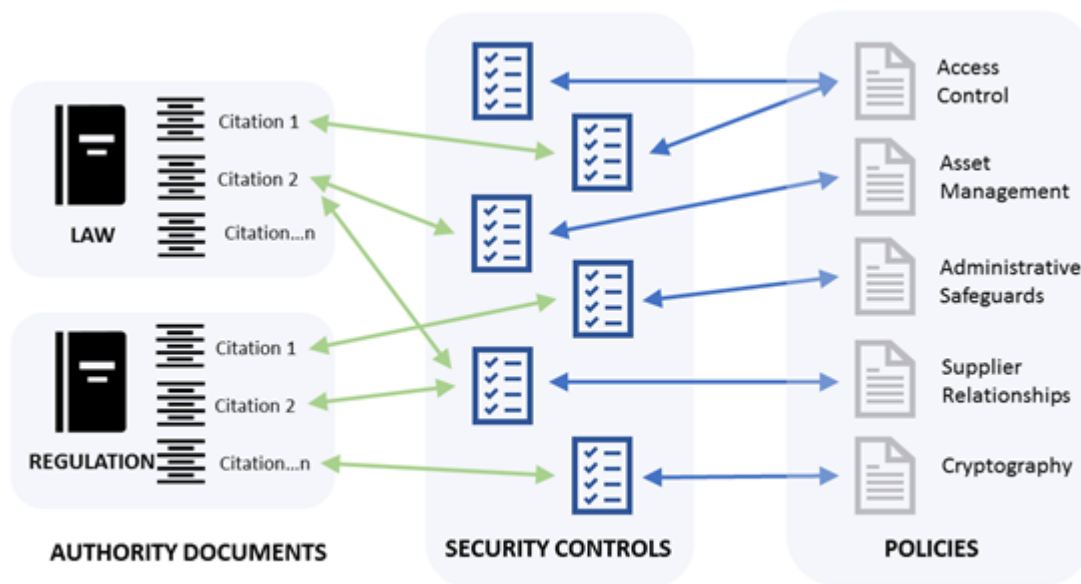 Citation 1
Citation 2
Citation...n
LAW
Citation 1
Citation 2
Citation...n
REGULATION
AUTHORITY DOCUMENTS
SECURITY CONTROLS
Access
Control
Asset
Management
Administrative
Safeguards
Supplier
Relationships
Cryptography
POLICIES